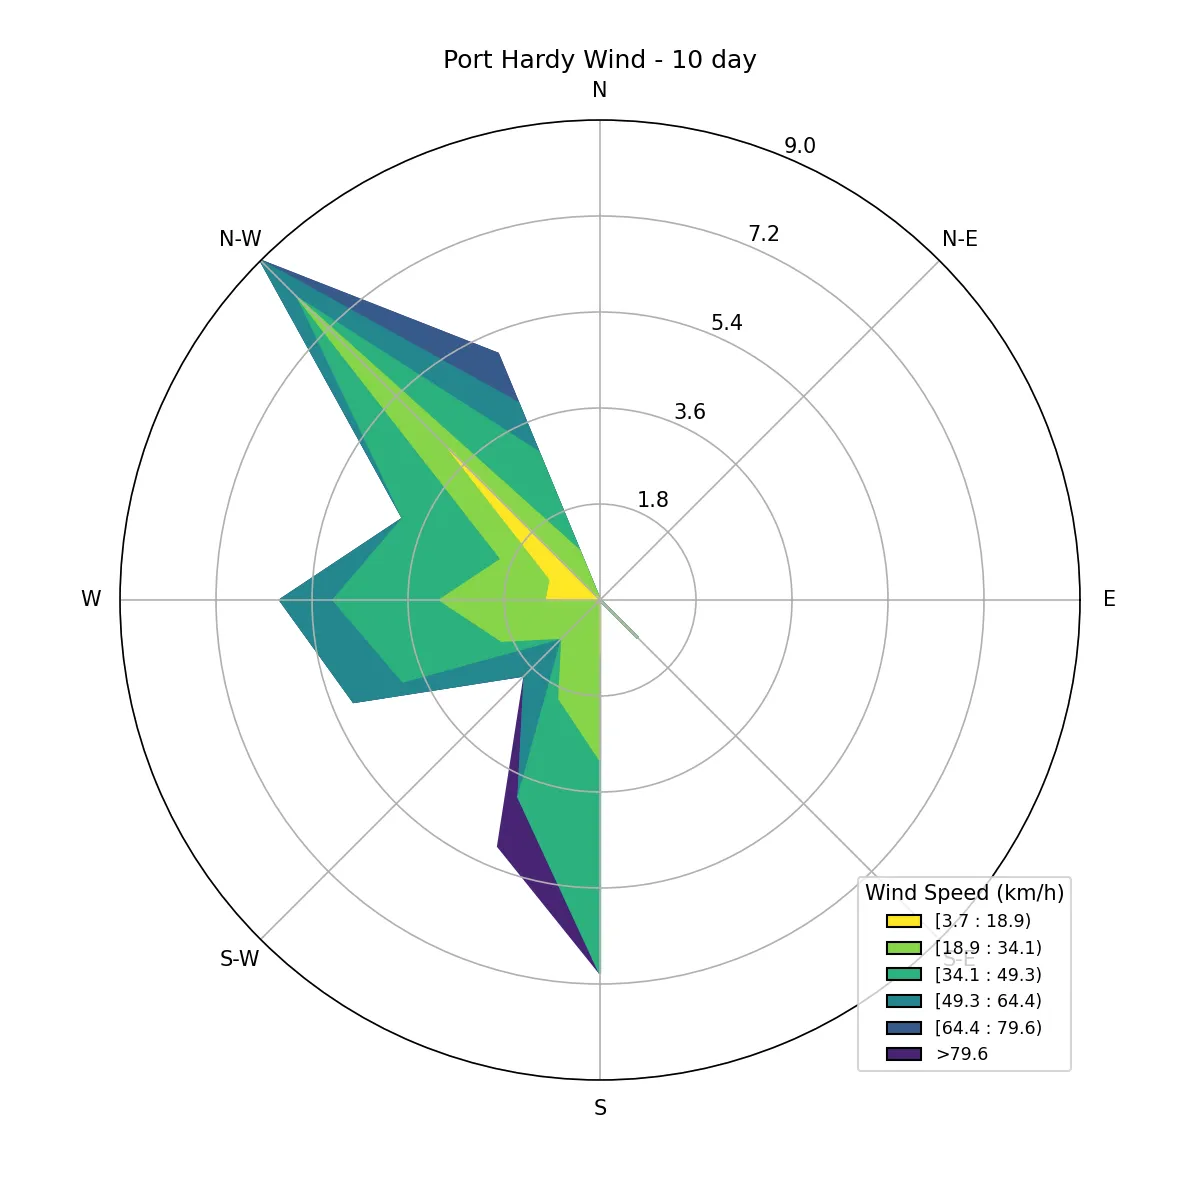 Port Hardy Wind - 10 day
N
9.0
N-W
N-E
7.2
5.4
3.6
1.8
W
E
S-W
S-E
S
Wind Speed (km/h)
[3.7 : 18.9)
[18.9 : 34.1)
[34.1 : 49.3)
[49.3 : 64.4)
[64.4 : 79.6)
>79.6